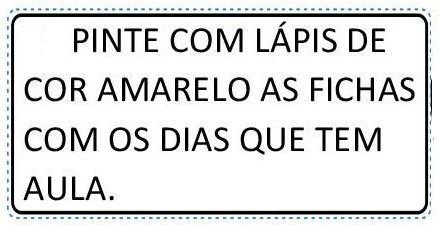 PINTE COM LÁPIS DE
COR AMARELO AS FICHAS
COM OS DIAS QUE TEM
AULA.